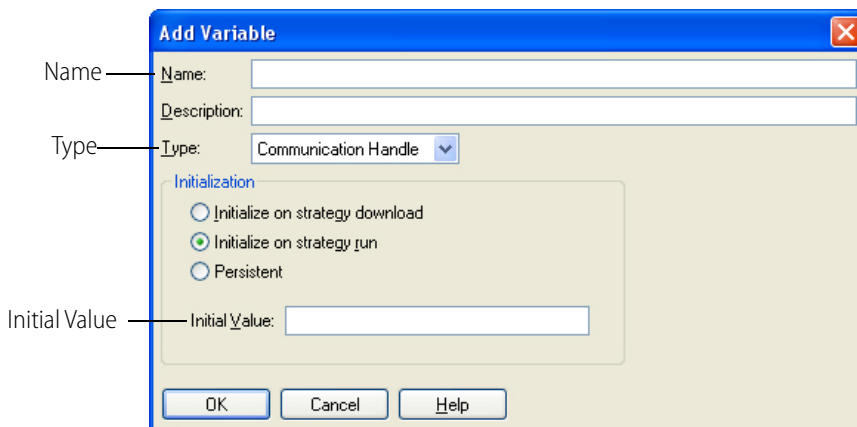 Add Variable
Name
Name:
Description:
Type
Type:
Communication Handle
Initialization
Initialize on strategy download
Initialize on strategy run
Persistent
Initial Value
Initial Value:
OK
Cancel
Help